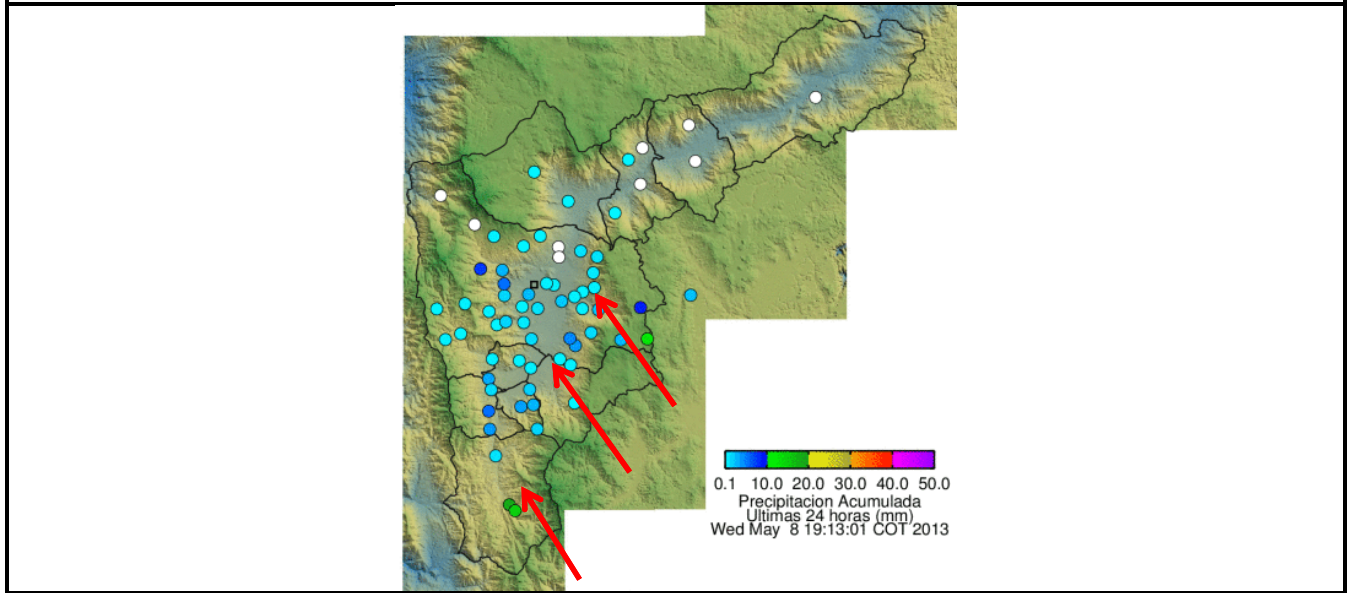 0.1 10.0 20.0 30.0 40.0 50.0
Precipitacion Acumulada
Ultimas 24 horas (mm)
Wed May 8 19:13:01 COT 2013